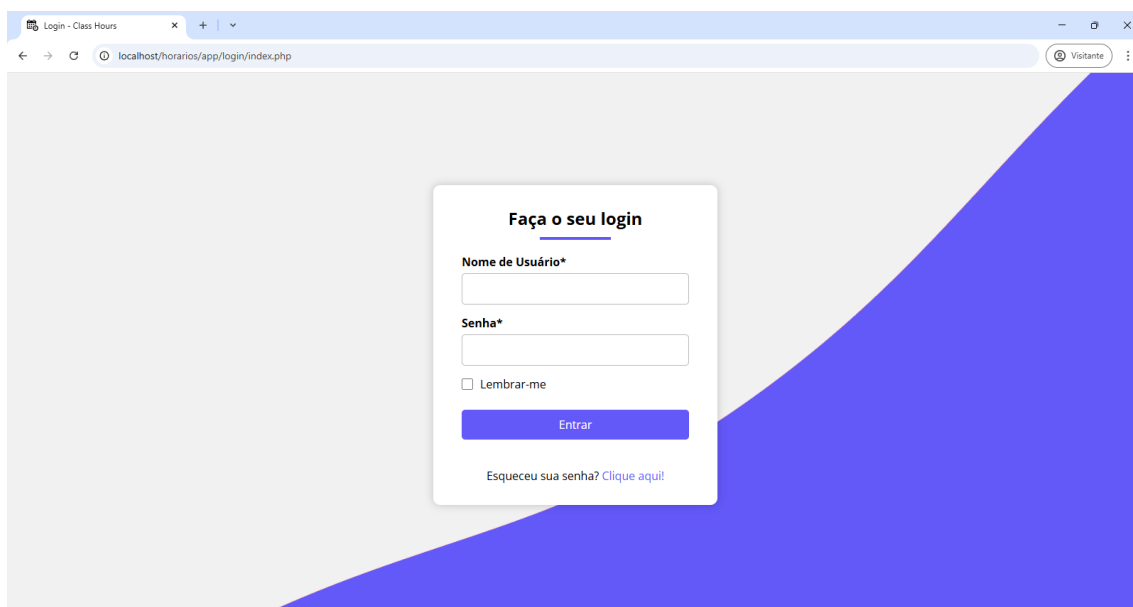 Login - Class Hours
localhost/horarios/app/login/index.php
Visitante
Faça o seu login
Nome de Usuário*
Senha*
Lembrar-me
Entrar
Esqueceu sua senha? Clique aqui!